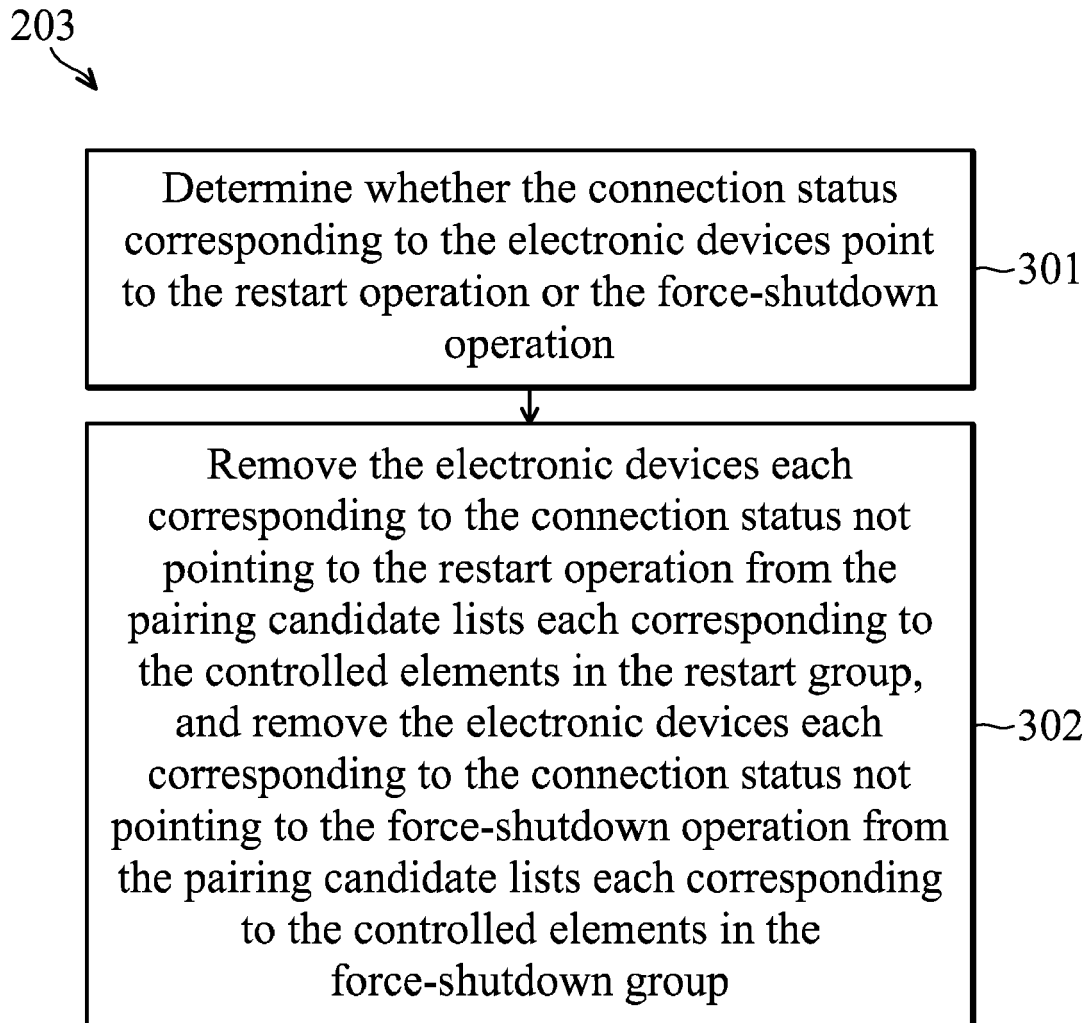 203
Determine whether the connection status
corresponding to the electronic devices point
to the restart operation or the force-shutdown
operation
301
Remove the electronic devices each
corresponding to the connection status not
pointing to the restart operation from the
pairing candidate lists each corresponding to
the controlled elements in the restart group,
and remove the electronic devices each
corresponding to the connection status not
pointing to the force-shutdown operation from
the pairing candidate lists each corresponding
to the controlled elements in the
force-shutdown group
302